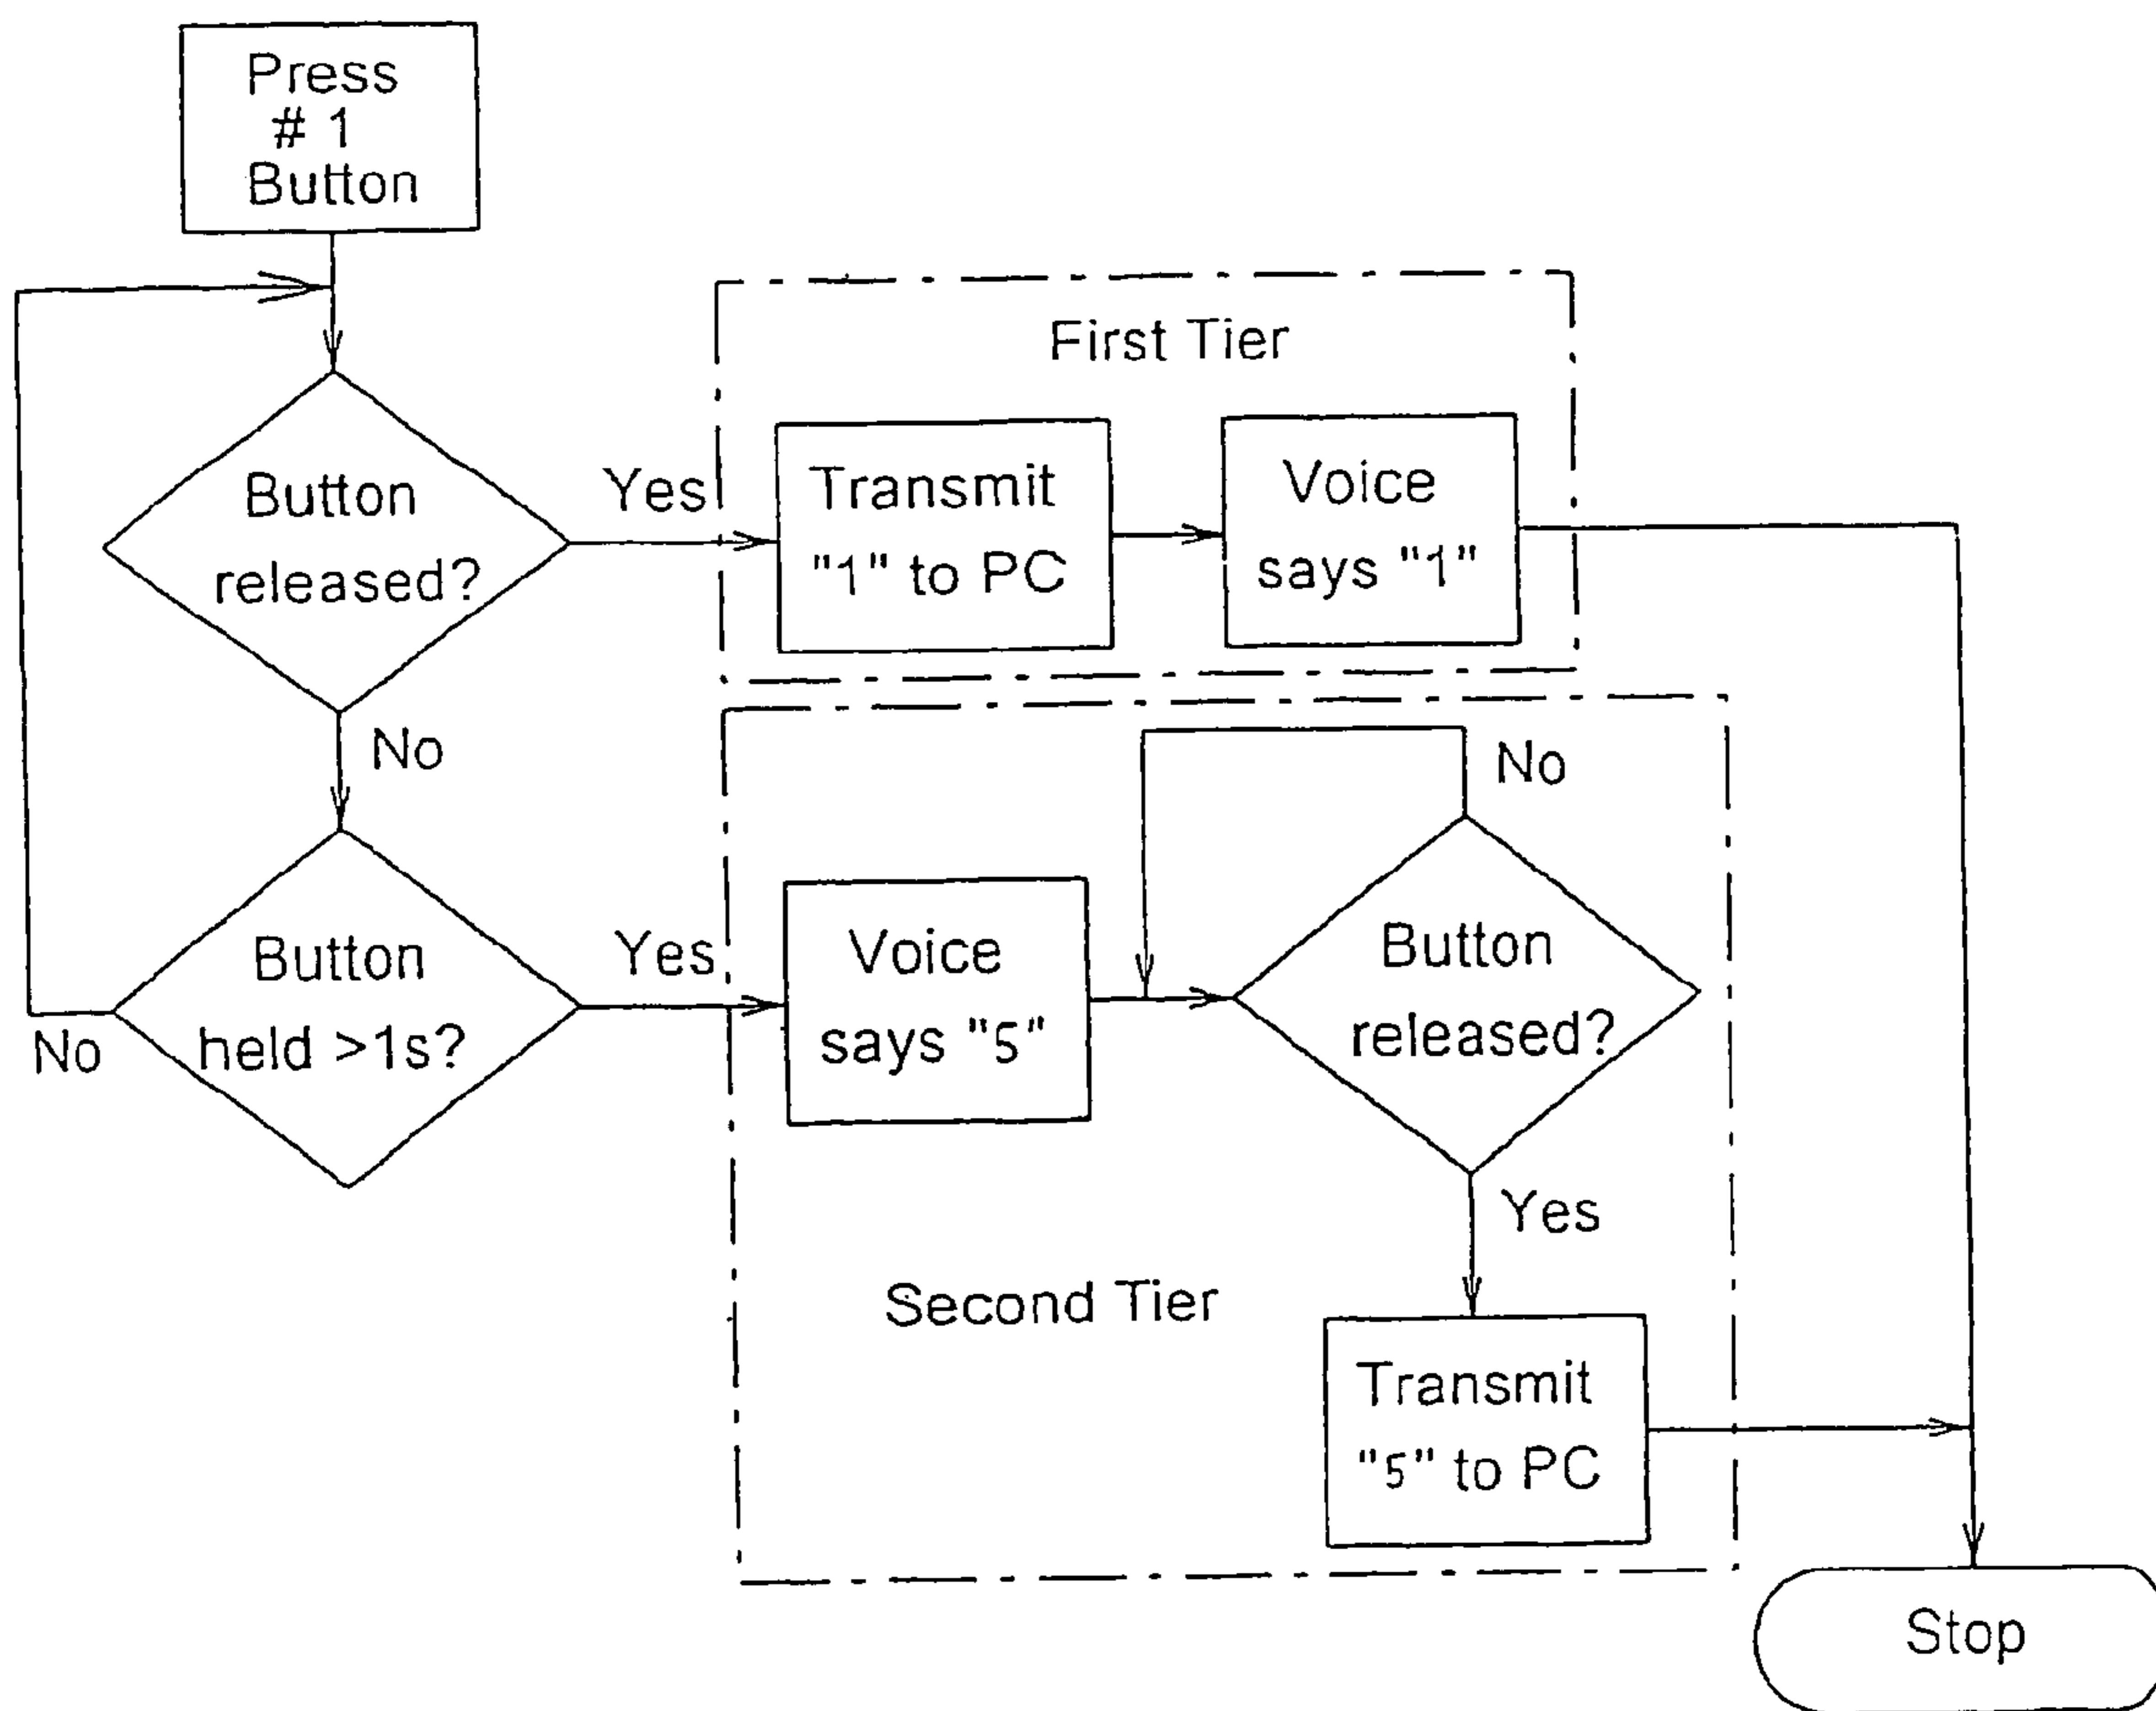 Press
# 1
Button
First Tier
Button
released?
Yes
Transmit
"1" to PC
Voice
says "1"
No
Button
held >1s?
No
Yes
Voice
says "5"
No
Button
released?
Yes
Second Tier
Transmit
"5" to PC
Stop